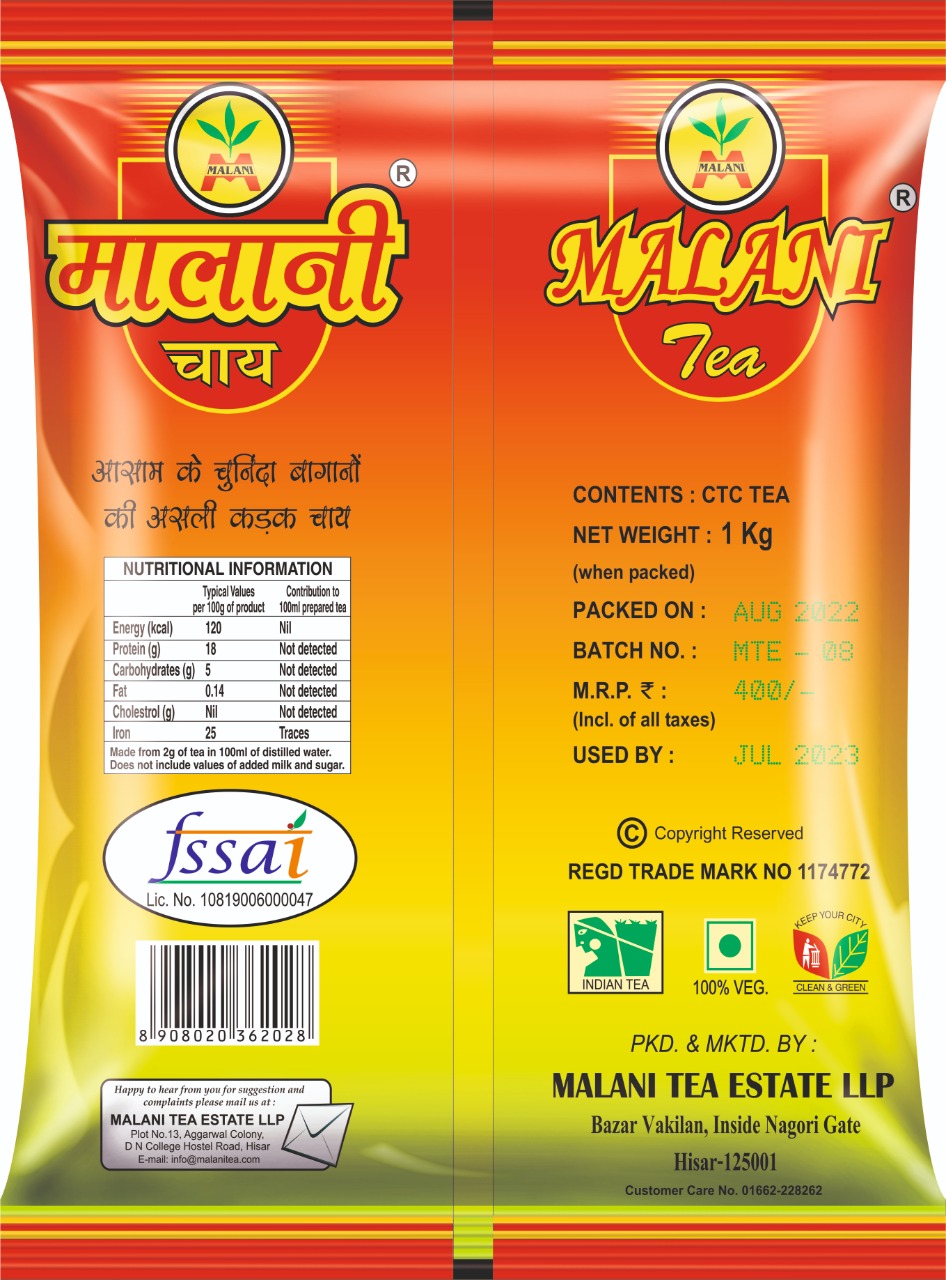 MALANI
मालानी
®
चाय
आसाम के चुनिंदा बागानों
की असली कड़क चाय
NUTRITIONAL INFORMATION
Typical Values per 100g of product Contribution to 100ml prepared tea
Energy (kcal) 120 Nil
Protein (g) 18 Not detected
Carbohydrates (g) 5 Not detected
Fat 0.14 Not detected
Cholestrol (g) Nil Not detected
Iron 25 Traces
Made from 2g of tea in 100ml of distilled water.
Does not include values of added milk and sugar.
fssai
Lic. No. 10819006000047
8 908020 362028
Happy to hear from you for suggestion and
complaints please mail us at :
MALANI TEA ESTATE LLP
Plot No.13, Aggarwal Colony,
D N College Hostel Road, Hisar
E-mail: info@malanitea.com
MALANI
MALANI
®
Tea
CONTENTS : CTC TEA
NET WEIGHT : 1 Kg
(when packed)
PACKED ON : AUG 2022
BATCH NO. : MTE - 08
M.R.P. ₹ : 400/-
(Incl. of all taxes)
USED BY : JUL 2023
© Copyright Reserved
REGD TRADE MARK NO 1174772
INDIAN TEA
100% VEG.
KEEP YOUR CITY
CLEAN & GREEN
PKD. & MKTD. BY :
MALANI TEA ESTATE LLP
Bazar Vakilan, Inside Nagori Gate
Hisar-125001
Customer Care No. 01662-228262